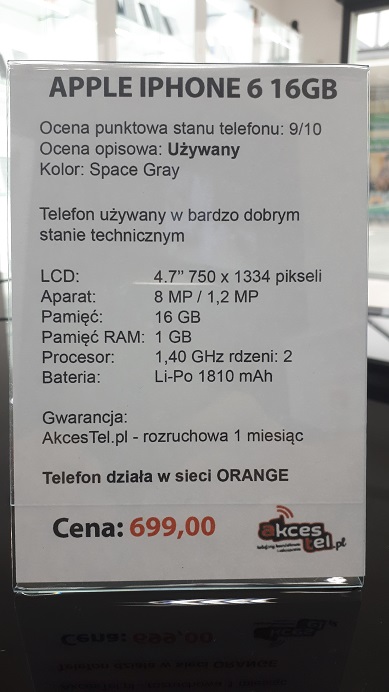 APPLE IPHONE 6 16GB
Ocena punktowa stanu telefonu: 9/10
Ocena opisowa: Używany
Kolor: Space Gray
Telefon używany w bardzo dobrym
stanie technicznym
LCD: 4.7” 750 x 1334 pikseli
Aparat: 8 MP / 1,2 MP
Pamięć: 16 GB
Pamięć RAM: 1 GB
Procesor: 1,40 GHz rdzeni: 2
Bateria: Li-Po 1810 mAh
Gwarancja:
AkcesTel.pl - rozruchowa 1 miesiąc
Telefon działa w sieci ORANGE
Cena: 699,00
akces
tel.pl